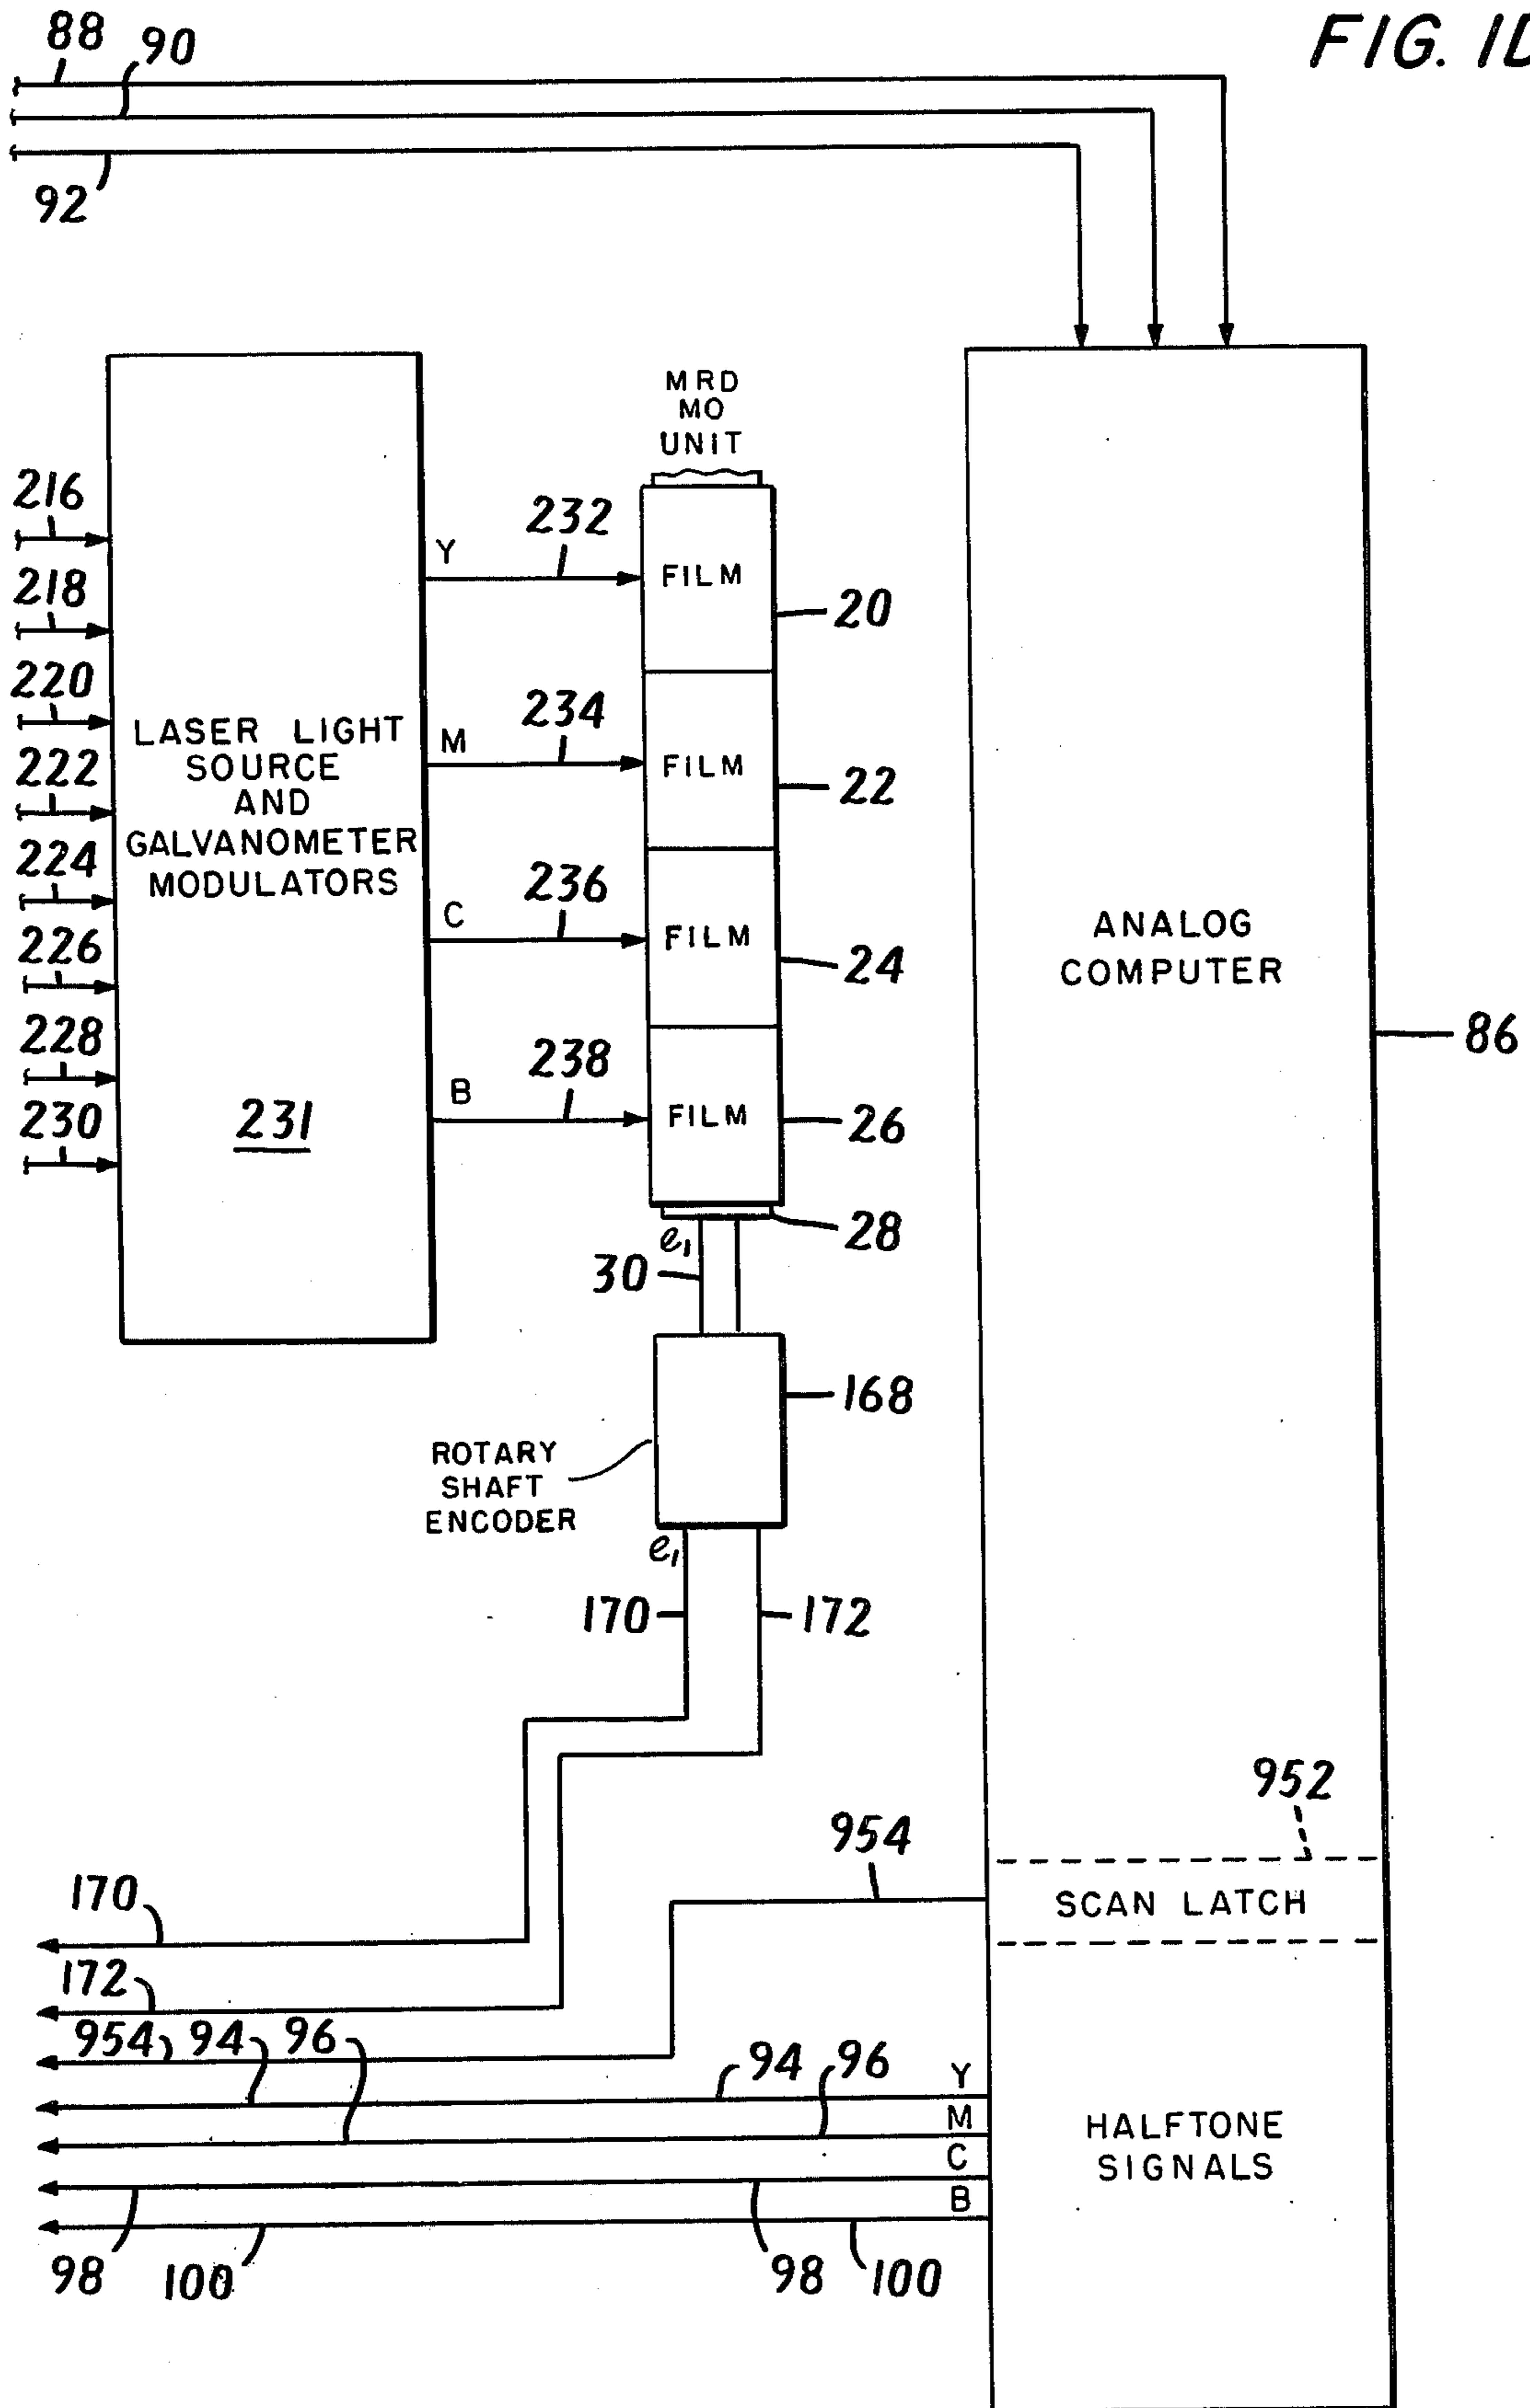 FIG. 1D
88
90
92
MRD
MO
UNIT
216
218
220
222
224
226
228
230
LASER LIGHT
SOURCE
AND
GALVANOMETER
MODULATORS
231
Y
232
FILM
20
M
234
FILM
22
C
236
FILM
24
B
238
FILM
26
28
e1
30
168
ROTARY
SHAFT
ENCODER
e1
170
172
ANALOG
COMPUTER
86
952
954
SCAN LATCH
170
172
954
94
96
94
96
Y
M
C
B
HALFTONE
SIGNALS
98
100
98
100